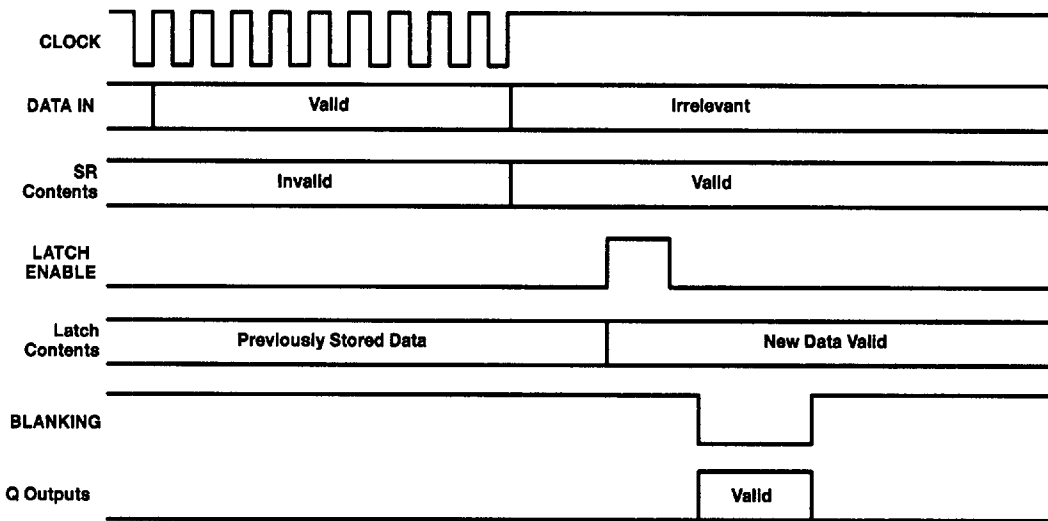 CLOCK
DATA IN
Valid
Irrelevant
SR
Contents
Invalid
Valid
LATCH
ENABLE
Latch
Contents
Previously Stored Data
New Data Valid
BLANKING
Q Outputs
Valid